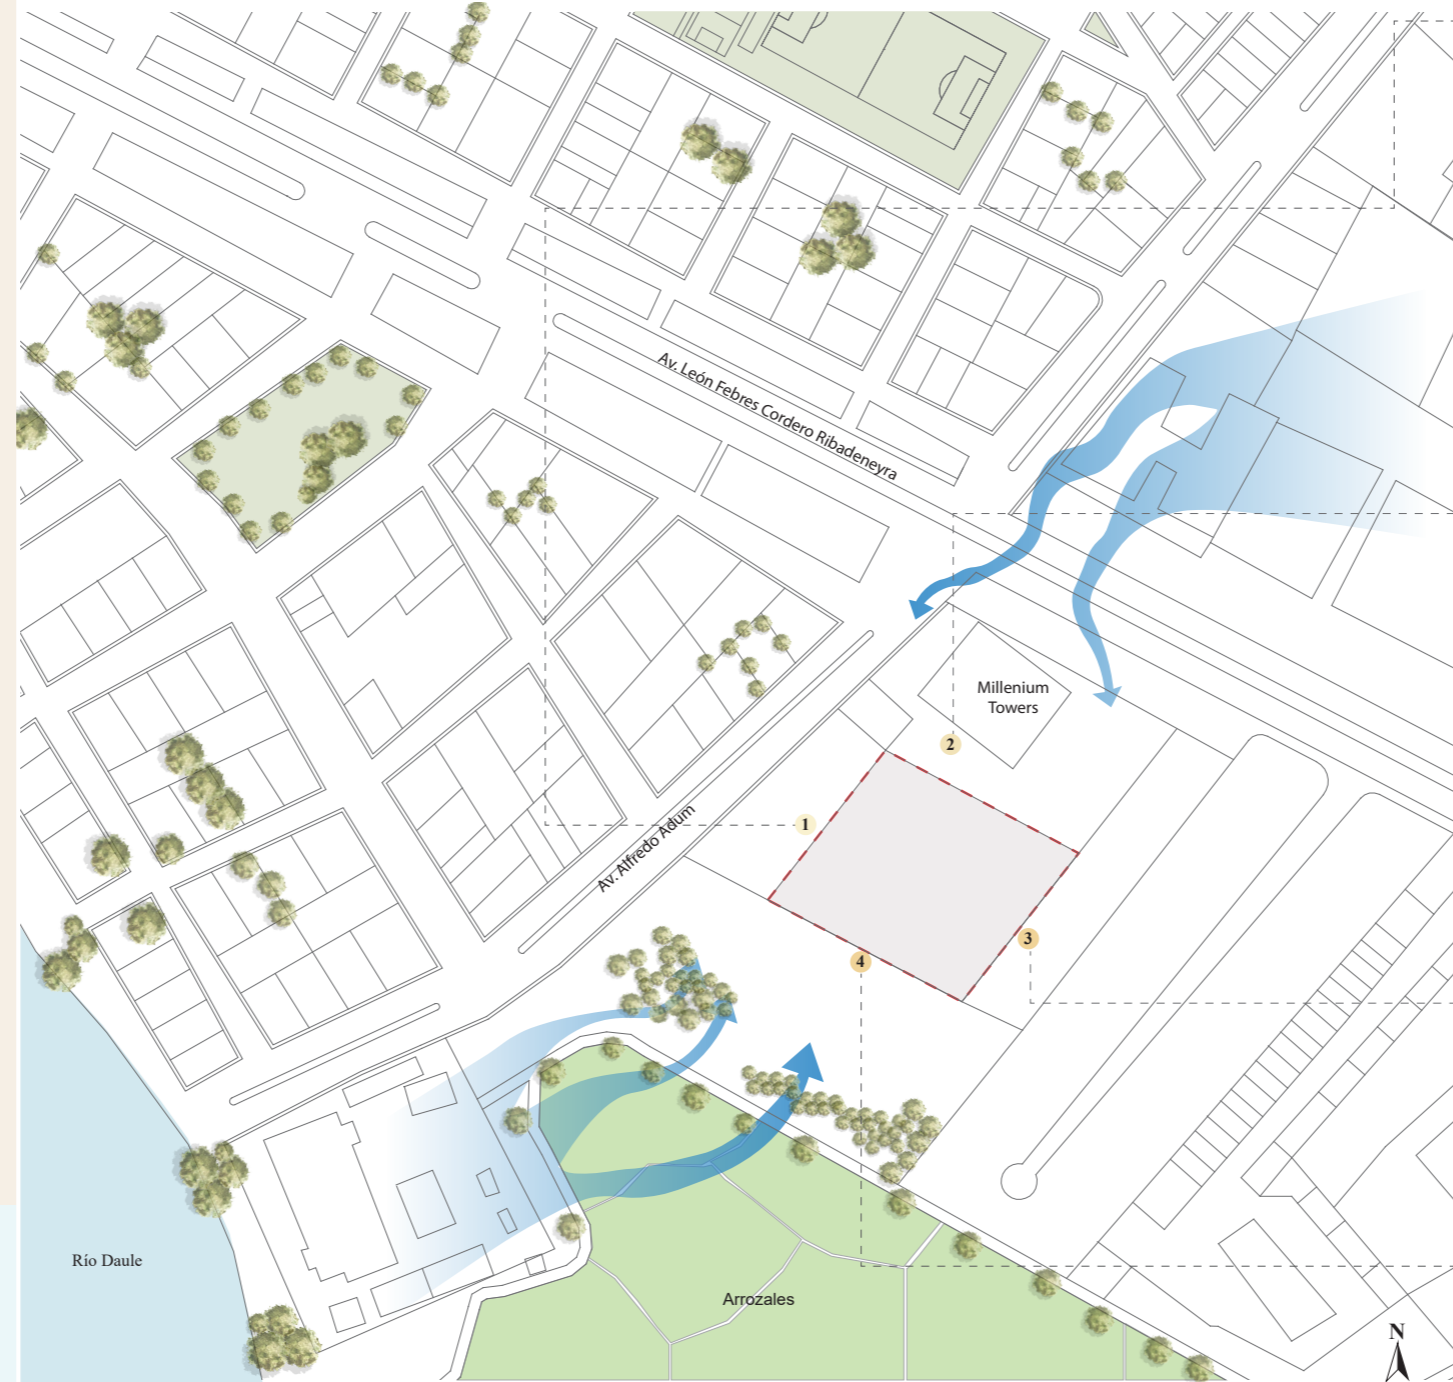 Av. León Febres Cordero Ribadeneyra
Millenium
Towers
2
1
Av. Alfredo Adum
3
4
Río Daule
Arrozales
N